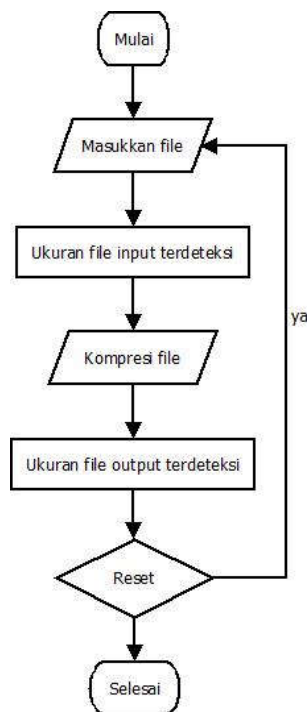 Mulai
Masukkan file
Ukuran file input terdeteksi
ya
Kompresi file
Ukuran file output terdeteksi
Reset
Selesai